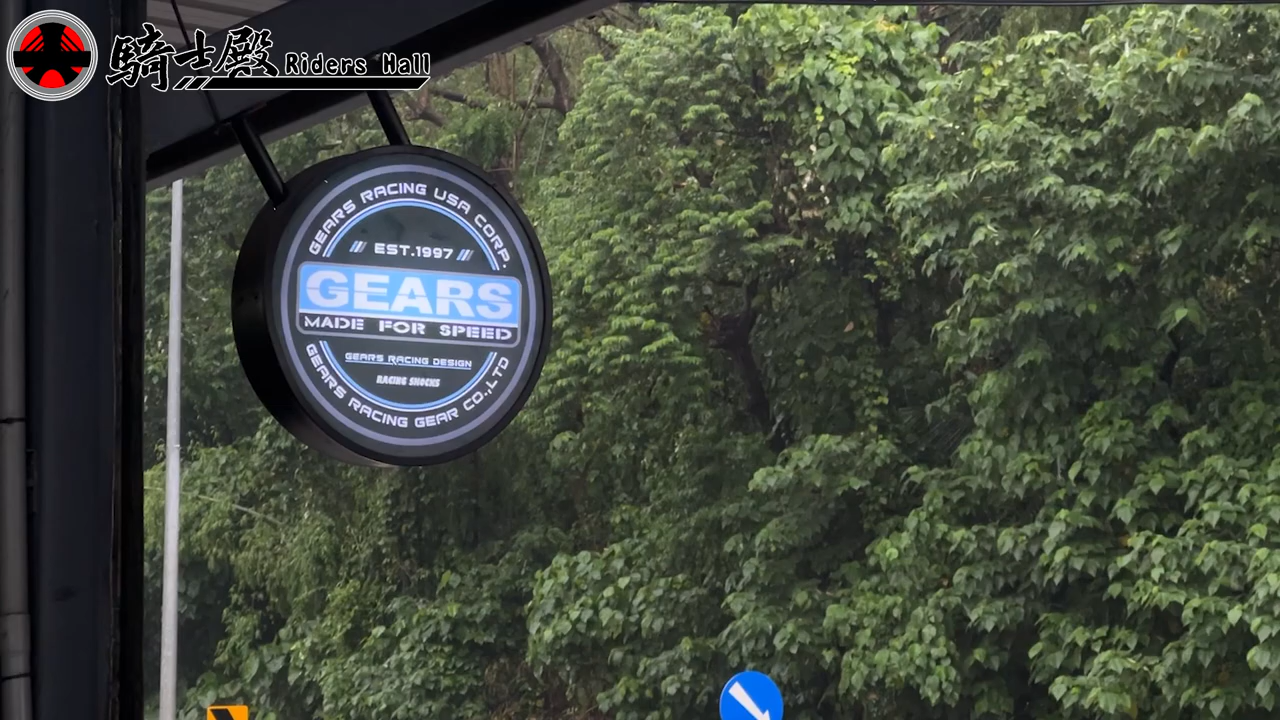 騎士殿 Riders Hall
GEARS RACING USA CORP.
EST.1997
GEARS
MADE FOR SPEED
GEARS RACING DESIGN
RACING SHOCKS
GEARS RACING GEAR CO.,LTD